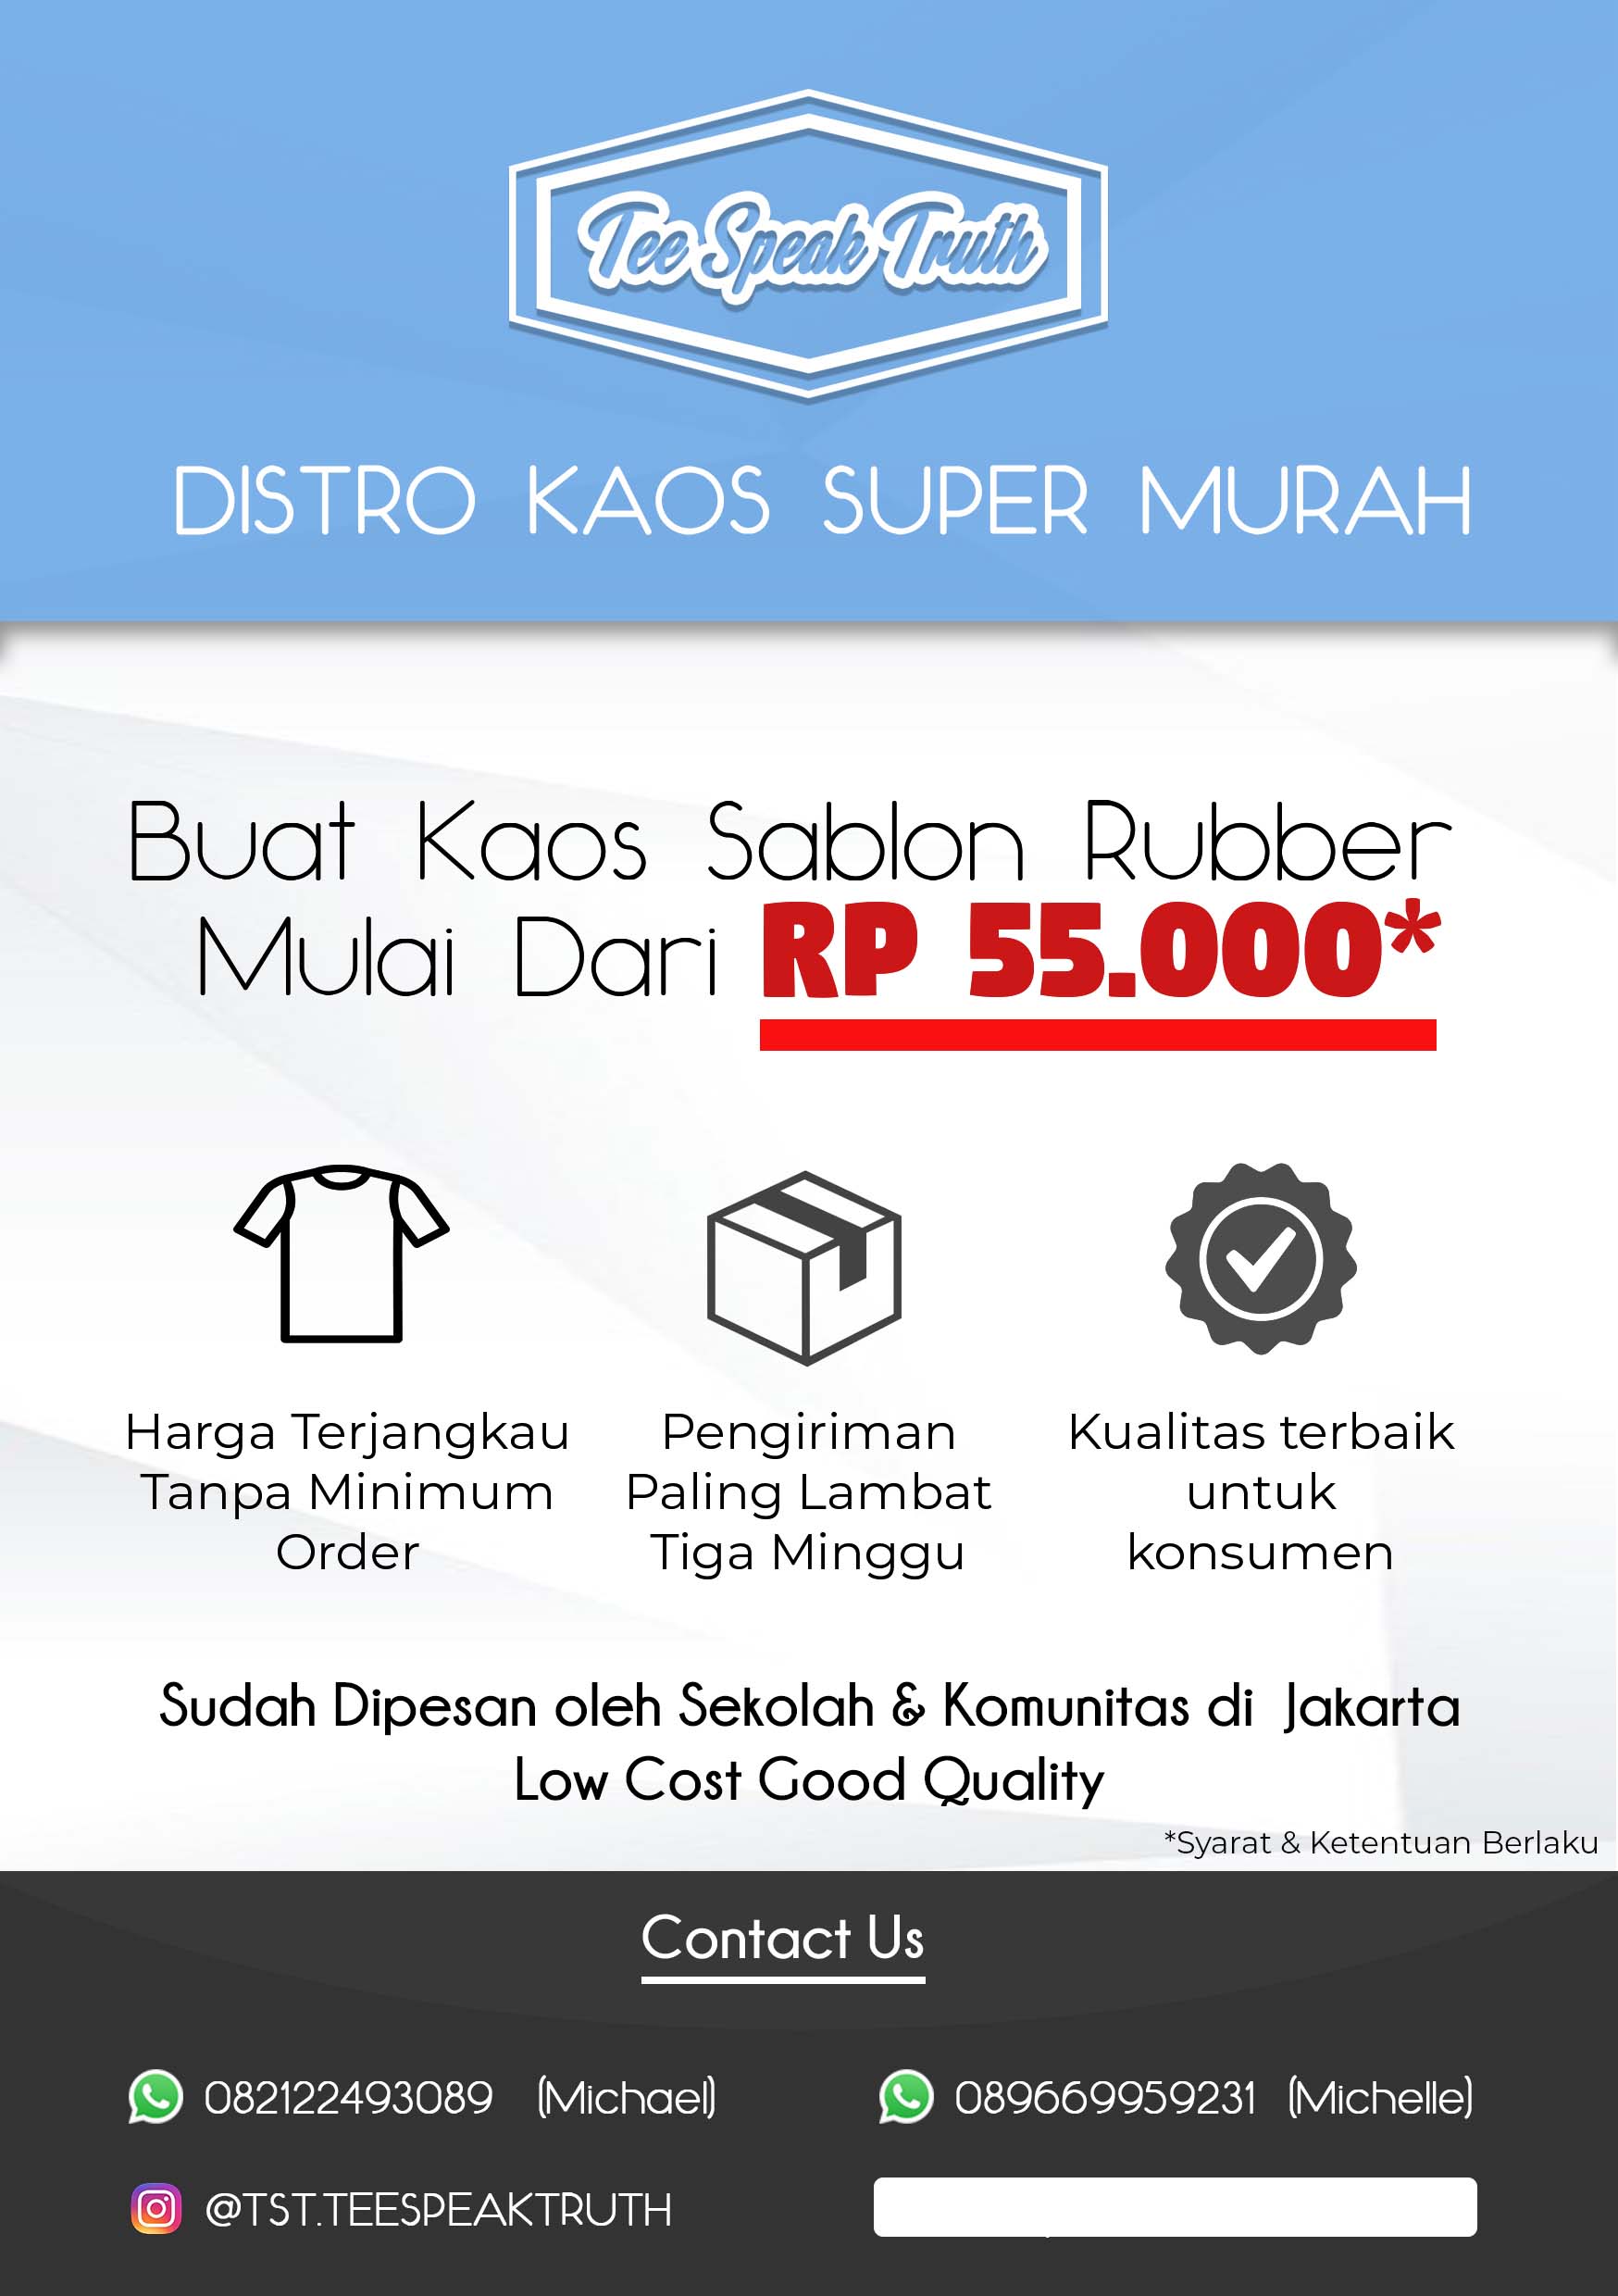 Tee Speak Truth
DISTRO KAOS SUPER MURAH
Buat Kaos Sablon Rubber
Mulai Dari RP 55.000*
Harga Terjangkau
Tanpa Minimum
Order
Pengiriman
Paling Lambat
Tiga Minggu
Kualitas terbaik
untuk
konsumen
Sudah Dipesan oleh Sekolah & Komunitas di Jakarta
Low Cost Good Quality
*Syarat & Ketentuan Berlaku
Contact Us
082122493089 (Michael)
089669959231 (Michelle)
@TST.TEESPEAKTRUTH